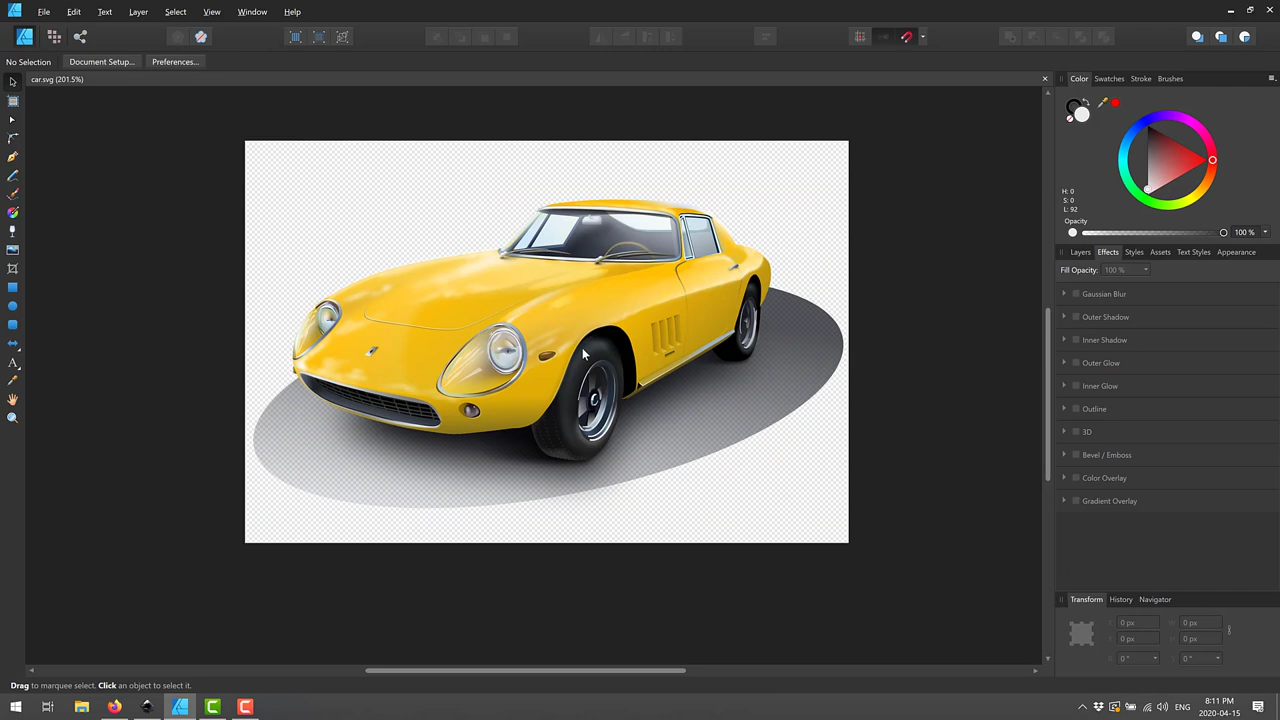 File Edit Text Layer Select View Window Help
No Selection Document Setup... Preferences...
car.svg (201.5%)
Color Swatches Stroke Brushes
H: 0
S: 0
L: 92
Opacity
100 %
Layers Effects Styles Assets Text Styles Appearance
Fill Opacity: 100 %
Gaussian Blur
Outer Shadow
Inner Shadow
Outer Glow
Inner Glow
Outline
3D
Bevel / Emboss
Color Overlay
Gradient Overlay
Transform History Navigator
X: 0 px W: 0 px
Y: 0 px H: 0 px
0 ° 0 °
Drag to marquee select. Click an object to select it.
ENG
8:11 PM
2020-04-15